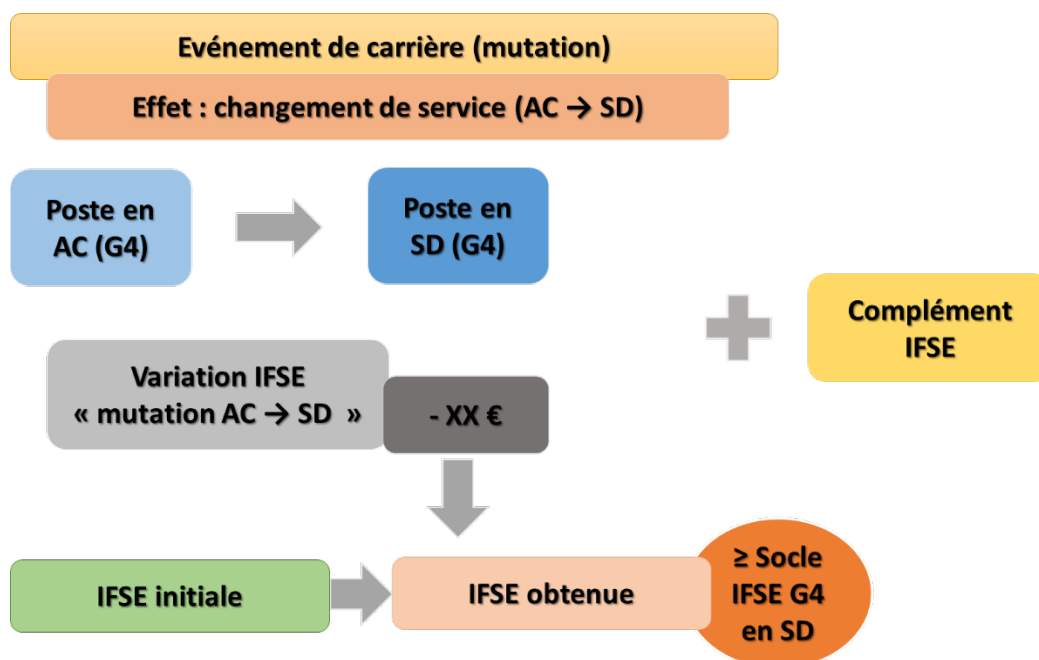 Evénement de carrière (mutation)
Effet : changement de service (AC → SD)
Poste en
AC (G4)
Poste en
SD (G4)
Complément
IFSE
Variation IFSE
« mutation AC → SD »
- XX €
IFSE initiale
IFSE obtenue
≥ Socle
IFSE G4
en SD